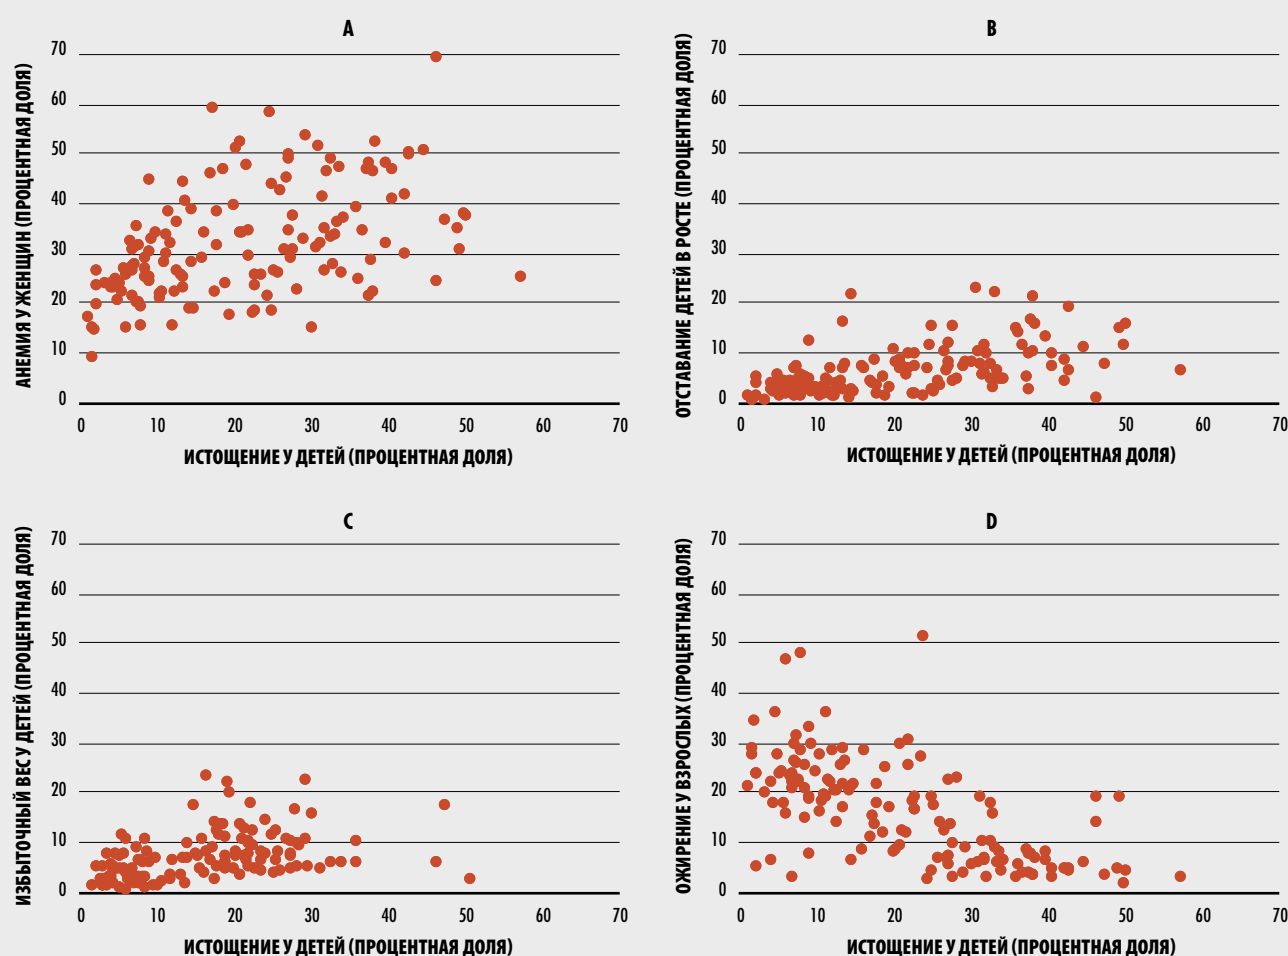 A
АНЕМИЯ У ЖЕНЩИН (ПРОЦЕНТНАЯ ДОЛЯ)
70
60
50
40
30
20
10
0
0 10 20 30 40 50 60 70
ИСТОЩЕНИЕ У ДЕТЕЙ (ПРОЦЕНТНАЯ ДОЛЯ)
B
ОТСТАВАНИЕ ДЕТЕЙ В РОСТЕ (ПРОЦЕНТНАЯ ДОЛЯ)
70
60
50
40
30
20
10
0
0 10 20 30 40 50 60 70
ИСТОЩЕНИЕ У ДЕТЕЙ (ПРОЦЕНТНАЯ ДОЛЯ)
C
ИЗБЫТОЧНЫЙ ВЕС У ДЕТЕЙ (ПРОЦЕНТНАЯ ДОЛЯ)
70
60
50
40
30
20
10
0
0 10 20 30 40 50 60 70
ИСТОЩЕНИЕ У ДЕТЕЙ (ПРОЦЕНТНАЯ ДОЛЯ)
D
ОЖИРЕНИЕ У ВЗРОСЛЫХ (ПРОЦЕНТНАЯ ДОЛЯ)
70
60
50
40
30
20
10
0
0 10 20 30 40 50 60 70
ИСТОЩЕНИЕ У ДЕТЕЙ (ПРОЦЕНТНАЯ ДОЛЯ)